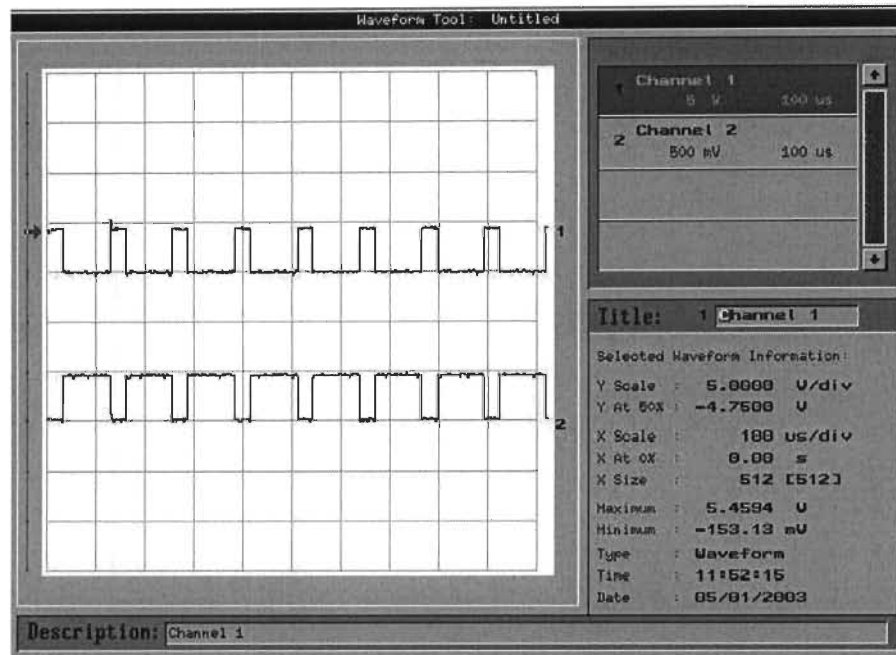 Waveform Tool: Untitled
1 Channel 1
5 V 100 us
2 Channel 2
500 mV 100 us
1
2
Title: 1 Channel 1
Selected Waveform Information:
Y Scale : 5.0000 V/div
Y At 50% : -4.7500 V
X Scale : 100 us/div
X At 0% : 0.00 s
X Size : 512 [512]
Maximum : 5.4594 V
Minimum : -153.13 mV
Type : Waveform
Time : 11:52:15
Date : 05/01/2003
Description: Channel 1